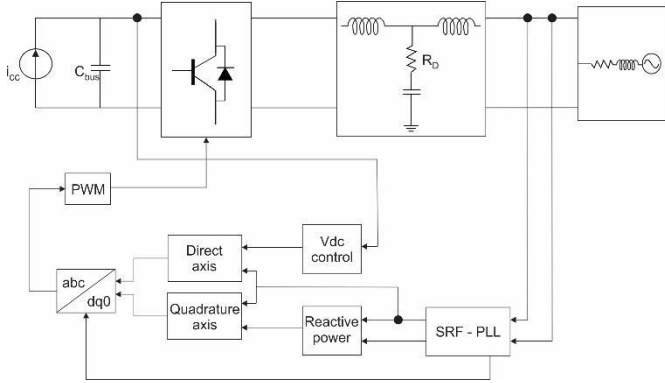 i_cc
C_bus
R_D
PWM
Vdc
control
Direct
axis
abc
dq0
Quadrature
axis
Reactive
power
SRF - PLL